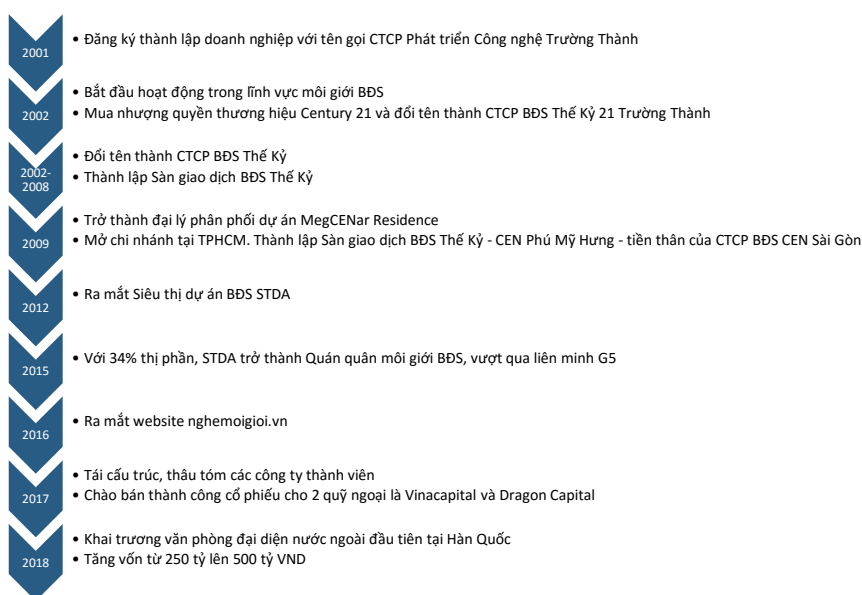 2001
• Đăng ký thành lập doanh nghiệp với tên gọi CTCP Phát triển Công nghệ Trường Thành
2002
• Bắt đầu hoạt động trong lĩnh vực môi giới BĐS
• Mua nhượng quyền thương hiệu Century 21 và đổi tên thành CTCP BĐS Thế Kỷ 21 Trường Thành
2002-
2008
• Đổi tên thành CTCP BĐS Thế Kỷ
• Thành lập Sàn giao dịch BĐS Thế Kỷ
2009
• Trở thành đại lý phân phối dự án MegCENar Residence
• Mở chi nhánh tại TPHCM. Thành lập Sàn giao dịch BĐS Thế Kỷ - CEN Phú Mỹ Hưng - tiền thân của CTCP BĐS CEN Sài Gòn
2012
• Ra mắt Siêu thị dự án BĐS STDA
2015
• Với 34% thị phần, STDA trở thành Quán quân môi giới BĐS, vượt qua liên minh G5
2016
• Ra mắt website nghemoigioi.vn
2017
• Tái cấu trúc, thâu tóm các công ty thành viên
• Chào bán thành công cổ phiếu cho 2 quỹ ngoại là Vinacapital và Dragon Capital
2018
• Khai trương văn phòng đại diện nước ngoài đầu tiên tại Hàn Quốc
• Tăng vốn từ 250 tỷ lên 500 tỷ VND